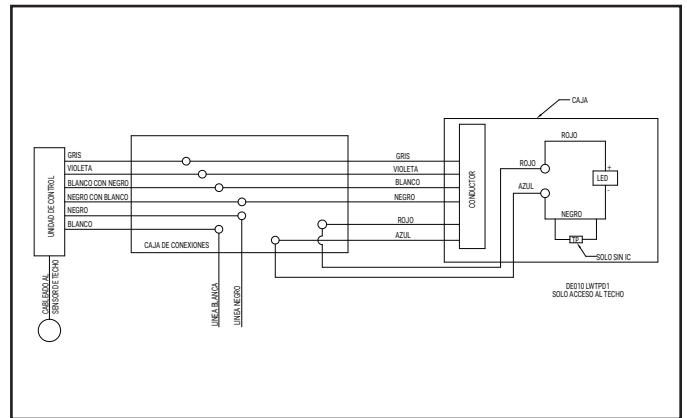 CAJA
ROJO
GRIS
VIOLETA
BLANCO CON NEGRO
NEGRO CON BLANCO
NEGRO
BLANCO
UNIDAD DE CONTROL
CABLEADO AL
SENSOR DE TECHO
CAJA DE CONEXIONES
LINEA BLANCA
LINEA NEGRO
GRIS
VIOLETA
BLANCO
NEGRO
ROJO
AZUL
CONDUCTOR
ROJO
AZUL
+
LED
-
NEGRO
TP
SOLO SIN IC
DE010 LWTPD1
SOLO ACCESO AL TECHO